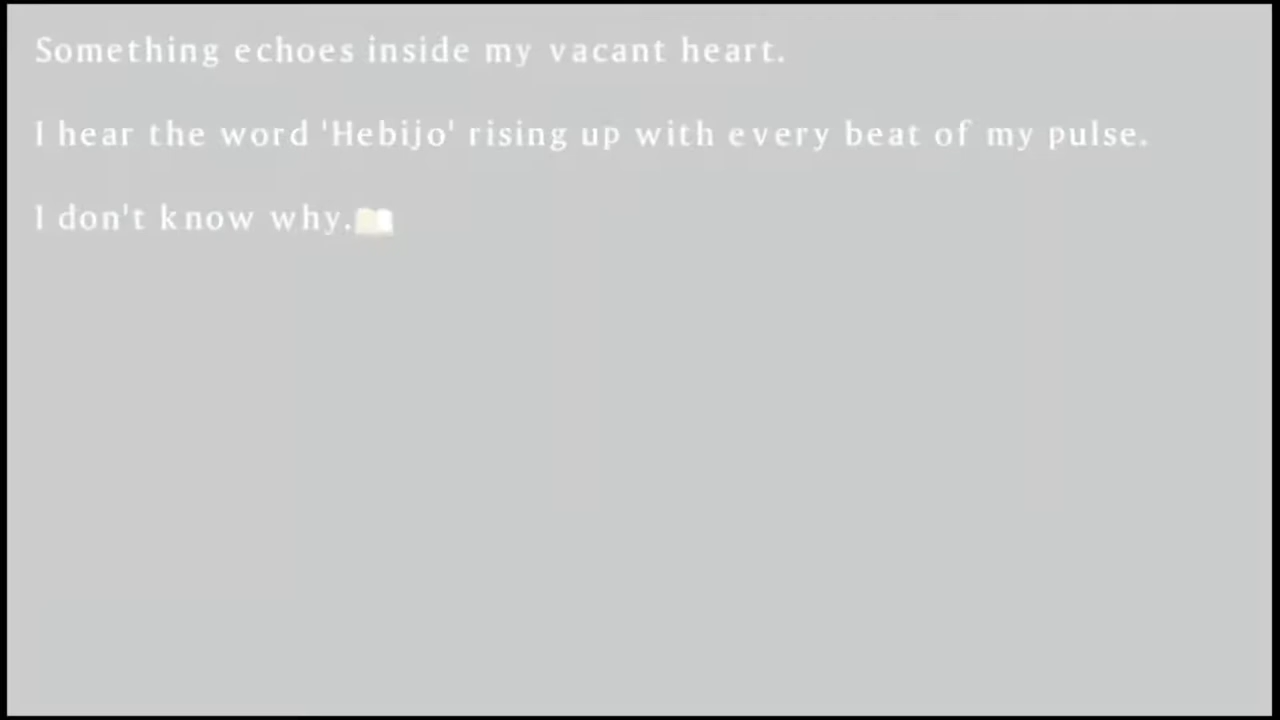 Something echoes inside my vacant heart.
I hear the word 'Hebijo' rising up with every beat of my pulse.
I don't know why.